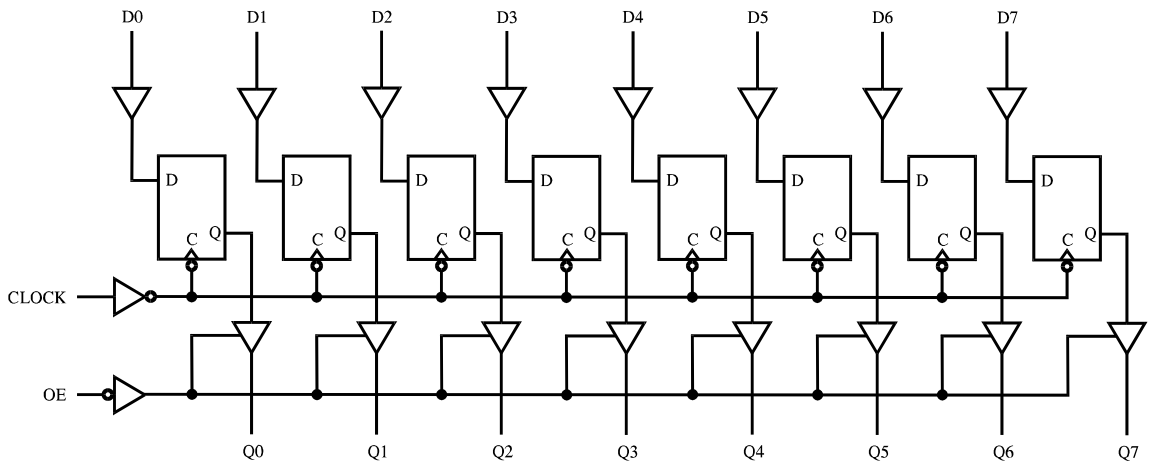 D0 D1 D2 D3 D4 D5 D6 D7
D D D D D D D D
Q Q Q Q Q Q Q Q
C C C C C C C C
CLOCK
OE
Q0 Q1 Q2 Q3 Q4 Q5 Q6 Q7